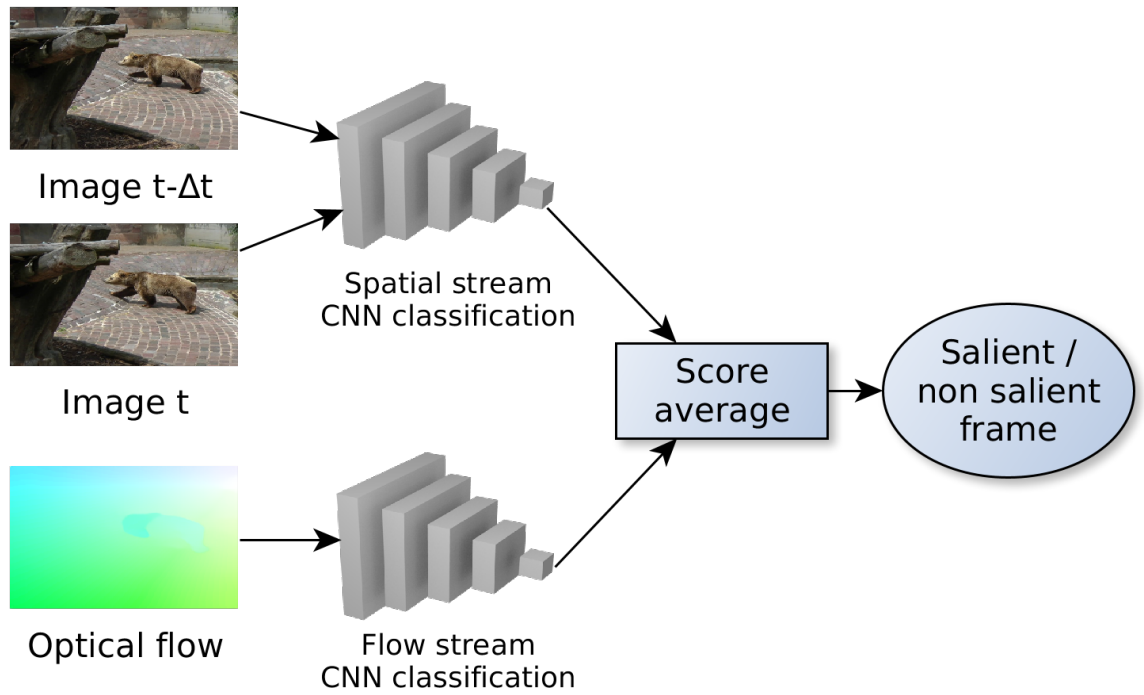 Image t-Δt
Image t
Optical flow
Spatial stream
CNN classification
Flow stream
CNN classification
Score
average
Salient /
non salient
frame